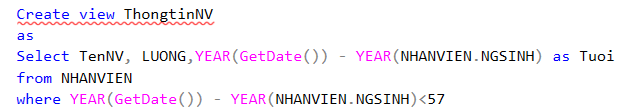 Create view ThongtinNV
as
Select TenNV, LUONG,YEAR(GetDate()) - YEAR(NHANVIEN.NGSINH) as Tuoi
from NHANVIEN
where YEAR(GetDate()) - YEAR(NHANVIEN.NGSINH)<57